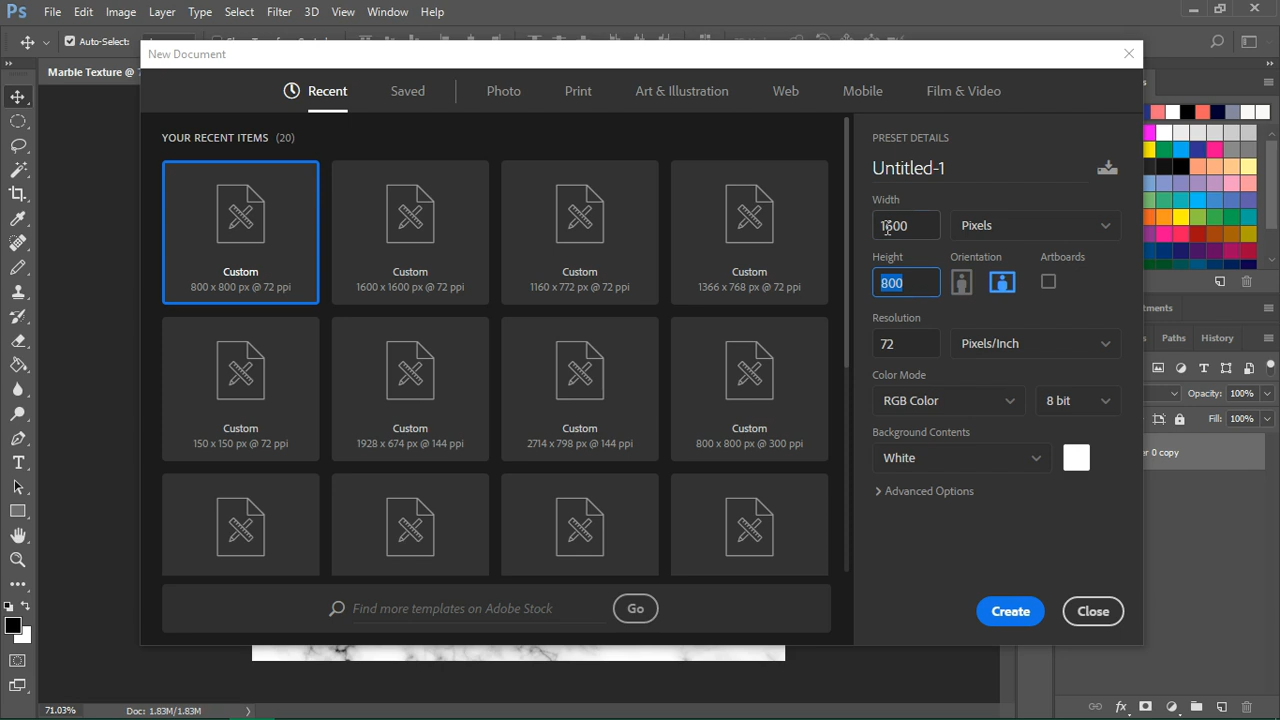 Ps File Edit Image Layer Type Select Filter 3D View Window Help
Auto-Select:
Marble Texture @
New Document
Recent Saved Photo Print Art & Illustration Web Mobile Film & Video
YOUR RECENT ITEMS (20)
Custom
800 x 800 px @ 72 ppi
Custom
1600 x 1600 px @ 72 ppi
Custom
1160 x 772 px @ 72 ppi
Custom
1366 x 768 px @ 72 ppi
Custom
150 x 150 px @ 72 ppi
Custom
1928 x 674 px @ 144 ppi
Custom
2714 x 798 px @ 144 ppi
Custom
800 x 800 px @ 300 ppi
Find more templates on Adobe Stock Go
PRESET DETAILS
Untitled-1
Width
1600 Pixels
Height Orientation Artboards
800
Resolution
72 Pixels/Inch
Color Mode
RGB Color 8 bit
Background Contents
White
Advanced Options
Create Close
Paths History
Opacity: 100%
Fill: 100%
0 copy
71.03% Doc: 1.83M/1.83M